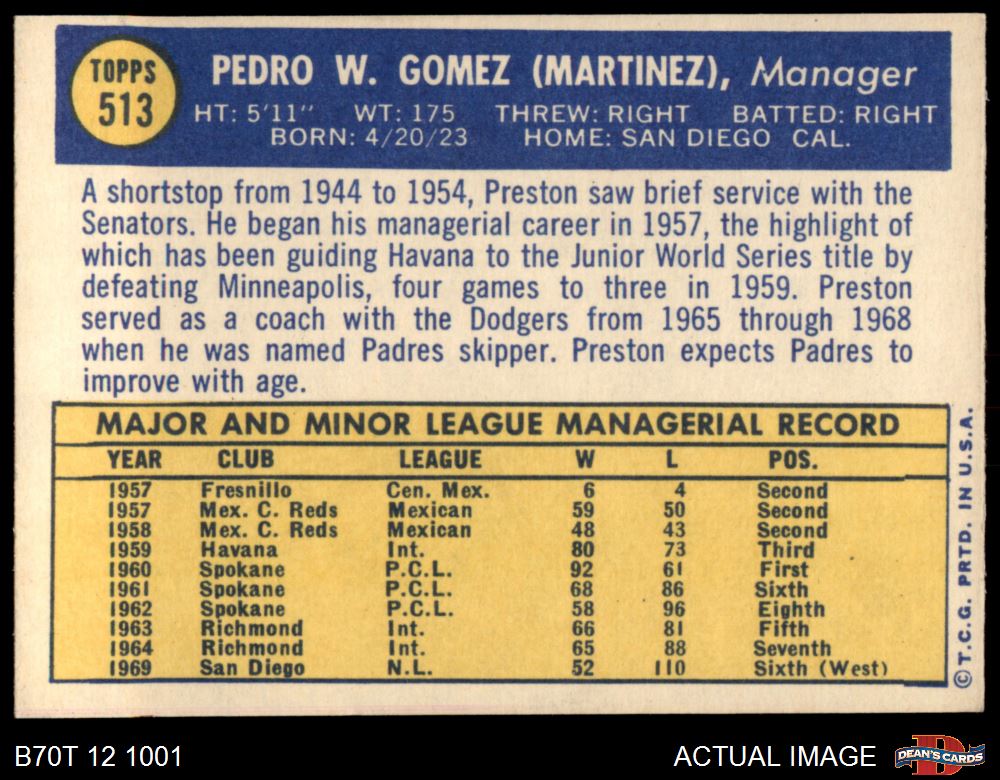 TOPPS
513
PEDRO W. GOMEZ (MARTINEZ), Manager
HT: 5'11" WT: 175 THREW: RIGHT BATTED: RIGHT
BORN: 4/20/23 HOME: SAN DIEGO CAL.
A shortstop from 1944 to 1954, Preston saw brief service with the
Senators. He began his managerial career in 1957, the highlight of
which has been guiding Havana to the Junior World Series title by
defeating Minneapolis, four games to three in 1959. Preston
served as a coach with the Dodgers from 1965 through 1968
when he was named Padres skipper. Preston expects Padres to
improve with age.
MAJOR AND MINOR LEAGUE MANAGERIAL RECORD
YEAR CLUB LEAGUE W L POS.
1957 Fresnillo Cen. Mex. 6 4 Second
1957 Mex. C. Reds Mexican 59 50 Second
1958 Mex. C. Reds Mexican 48 43 Second
1959 Havana Int. 80 73 Third
1960 Spokane P.C.L. 92 61 First
1961 Spokane P.C.L. 68 86 Sixth
1962 Spokane P.C.L. 58 96 Eighth
1963 Richmond Int. 66 81 Fifth
1964 Richmond Int. 65 88 Seventh
1969 San Diego N.L. 52 110 Sixth (West)
©T.C.G. PRTD. IN U.S.A.
B70T 12 1001
ACTUAL IMAGE
DEAN'S CARDS